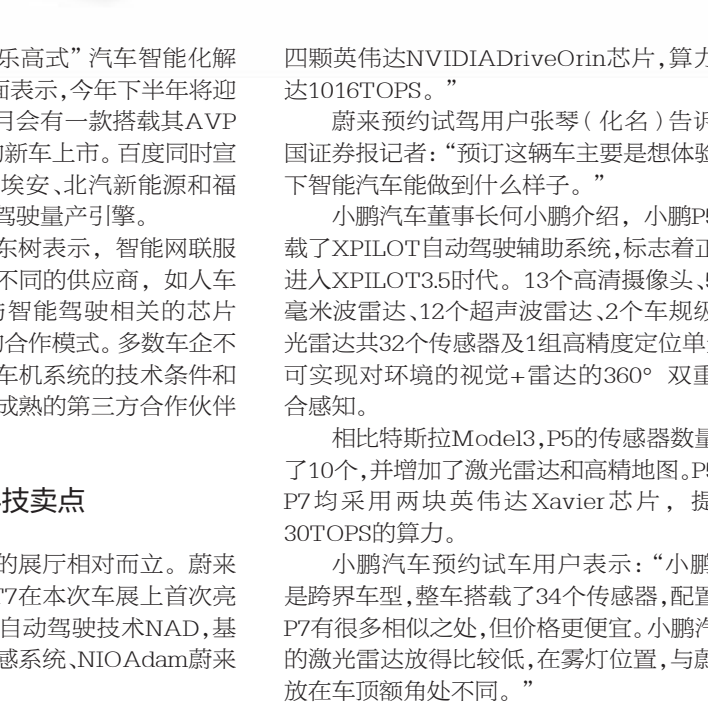 乐高式”汽车智能化解
面表示,今年下半年将迎
月会有一款搭载其AVP
的新车上市。百度同时宣
埃安、北汽新能源和福
驾驶量产引擎。
东树表示，智能网联服
不同的供应商，如人车
与智能驾驶相关的芯片
的合作模式。多数车企不
车机系统的技术条件和
成熟的第三方合作伙伴
技卖点
的展厅相对而立。蔚来
T7在本次车展上首次亮
自动驾驶技术NAD,基
感系统、NIOAdam蔚来
四颗英伟达NVIDIADriveOrin芯片,算力
达1016TOPS。”
蔚来预约试驾用户张琴(化名)告诉
国证券报记者:“预订这辆车主要是想体验
下智能汽车能做到什么样子。”
小鹏汽车董事长何小鹏介绍，小鹏P5
载了XPILOT自动驾驶辅助系统,标志着正
进入XPILOT3.5时代。13个高清摄像头、5
毫米波雷达、12个超声波雷达、2个车规级
光雷达共32个传感器及1组高精度定位单元
可实现对环境的视觉+雷达的360°双重
合感知。
相比特斯拉Model3,P5的传感器数量
了10个,并增加了激光雷达和高精地图。P5
P7均采用两块英伟达Xavier芯片，提
30TOPS的算力。
小鹏汽车预约试车用户表示:“小鹏
是跨界车型,整车搭载了34个传感器,配置
P7有很多相似之处,但价格更便宜。小鹏汽
的激光雷达放得比较低,在雾灯位置,与蔚
放在车顶额角处不同。”